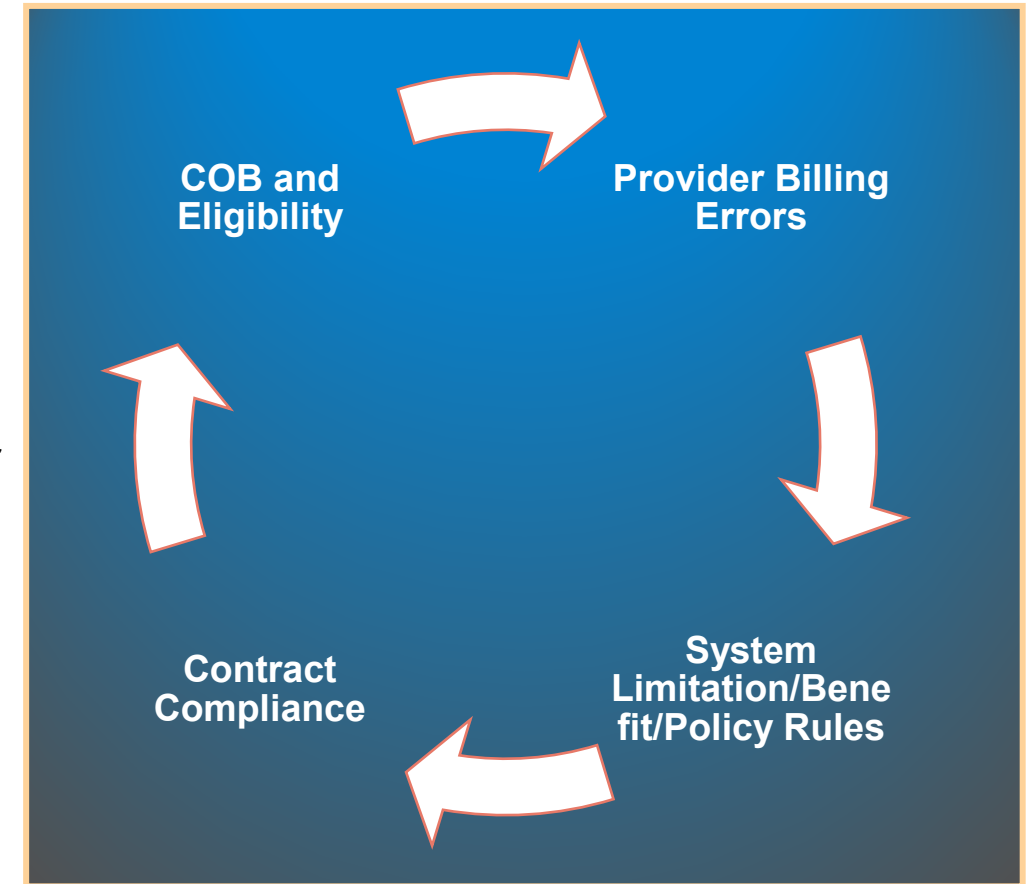 COB and
Eligibility
Provider Billing
Errors
System
Limitation/Bene
fit/Policy Rules
Contract
Compliance